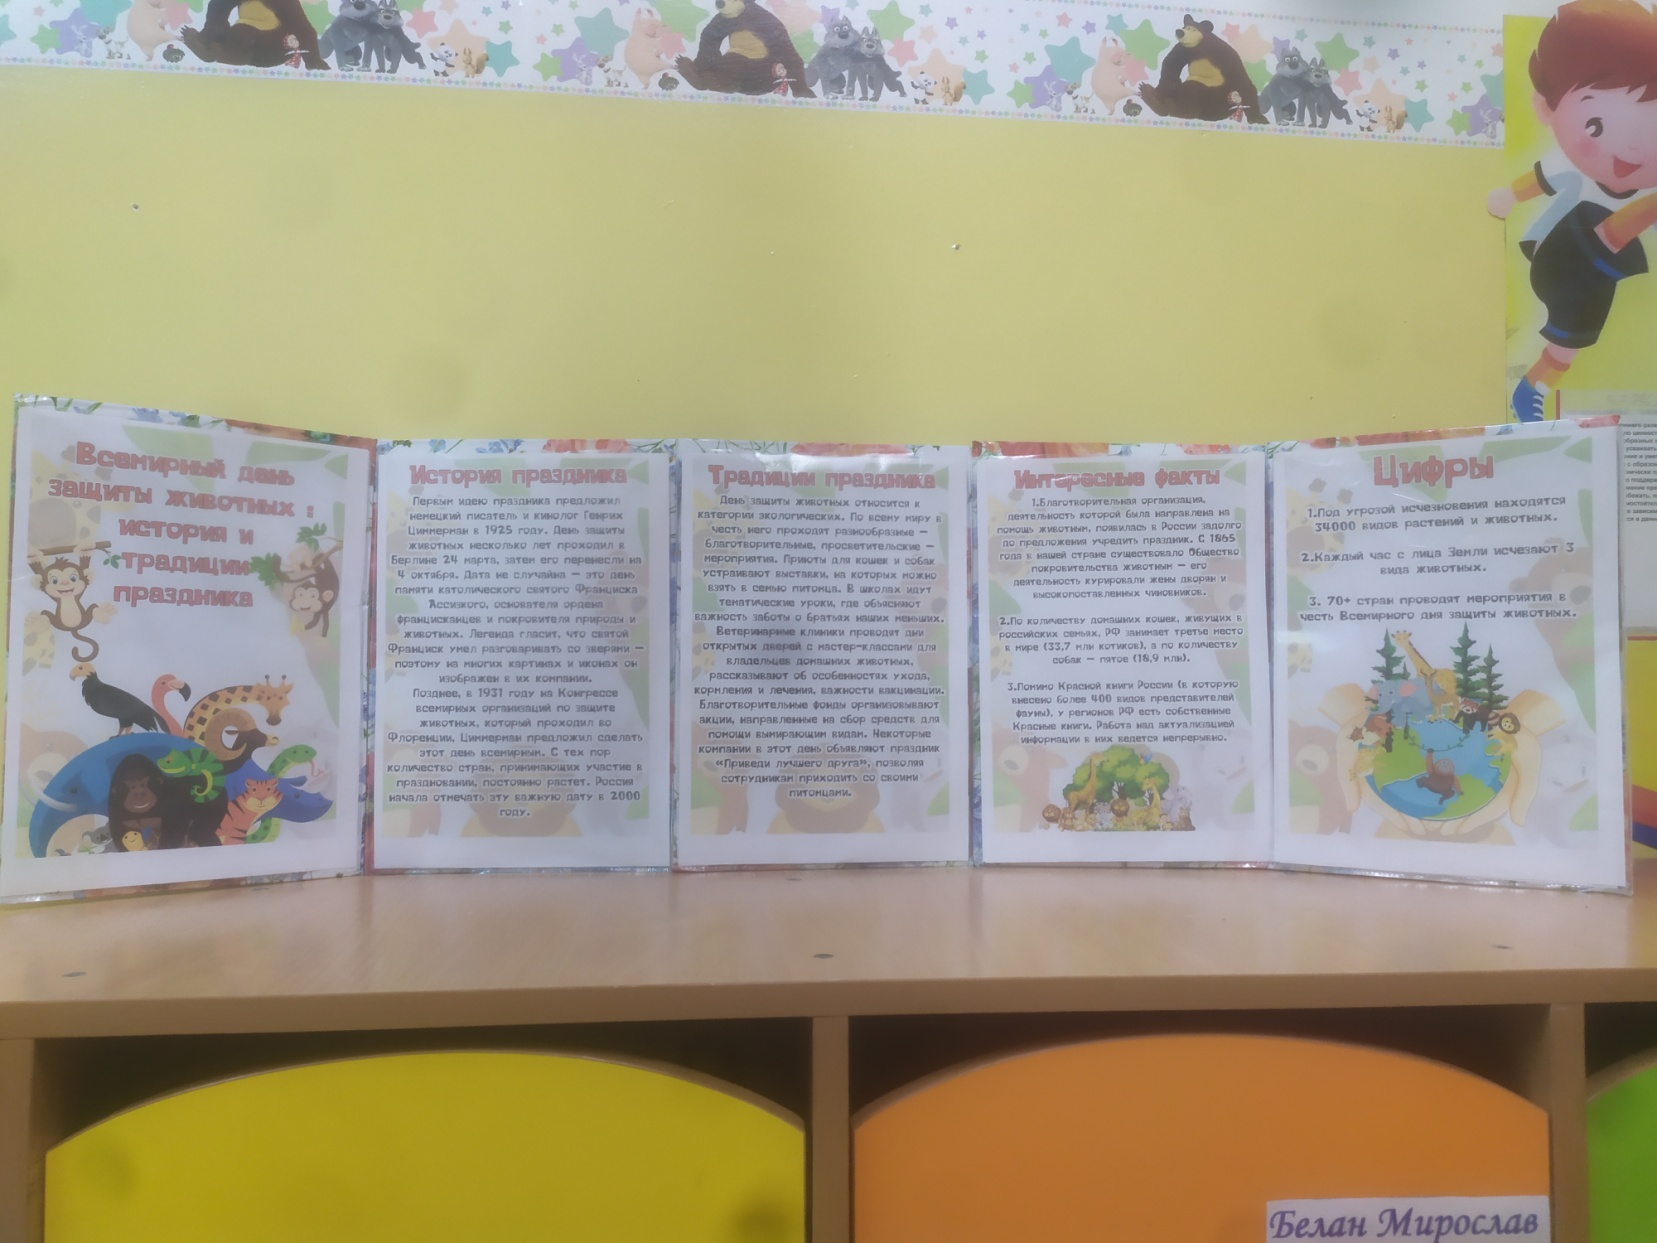 Всемирный день
защиты животных :
история и
традиции
праздника
История праздника
Первым идею праздника предложил
немецкий писатель и кинолог Генрих
Циммерман в 1925 году. День защиты
животных несколько лет проходил в
Берлине 24 марта, затем его перенесли на
4 октября. Дата не случайна — это день
памяти католического святого Франциска
Ассизкого, основателя ордена
францисканцев и покровителя природы и
животных. Легенда гласит, что святой
Франциск умел разговаривать со зверями —
поэтому на многих картинах и иконах он
изображен в их компании.
Позднее, в 1931 году на Конгрессе
всемирных организаций по защите
животных, который проходил во
Флоренции, Циммерман предложил сделать
этот день всемирным. С тех пор
количество стран, принимающих участие в
праздновании, постоянно растет. Россия
начала отмечать эту важную дату в 2000
году.
Традиции праздника
День защиты животных относится к
категории экологических. По всему миру в
честь него проходят разнообразные —
благотворительные, просветительские —
мероприятия. Приюты для кошек и собак
устраивают выставки, на которых можно
взять в семью питомца. В школах идут
тематические уроки, где объясняют
важность заботы о братьях наших меньших.
Ветеринарные клиники проводят дни
открытых дверей с мастер-классами для
владельцев домашних животных,
рассказывают об особенностях ухода,
кормления и лечения, важности вакцинации.
Благотворительные фонды организовывают
акции, направленные на сбор средств для
помощи вымирающим видам. Некоторые
компании в этот день объявляют праздник
«Приведи лучшего друга», позволяя
сотрудникам приходить со своими
питомцами.
Интересные факты
1.Благотворительная организация,
деятельность которой была направлена на
помощь животным, появилась в России задолго
до предложения учредить праздник. С 1865
года в нашей стране существовало Общество
покровительства животным — его
деятельность курировали жены дворян и
высокопоставленных чиновников.
2.По количеству домашних кошек, живущих в
российских семьях, РФ занимает третье место
в мире (33,7 млн котиков), а по количеству
собак — пятое (18,9 млн).
3.Помимо Красной книги России (в которую
внесено более 400 видов представителей
фауны), у регионов РФ есть собственные
Красные книги. Работа над актуализацией
информации в них ведется непрерывно.
Цифры
1.Под угрозой исчезновения находятся
34000 видов растений и животных.
2.Каждый час с лица Земли исчезают 3
вида животных.
3. 70+ стран проводят мероприятия в
честь Всемирного дня защиты животных.
Белан Мирослав